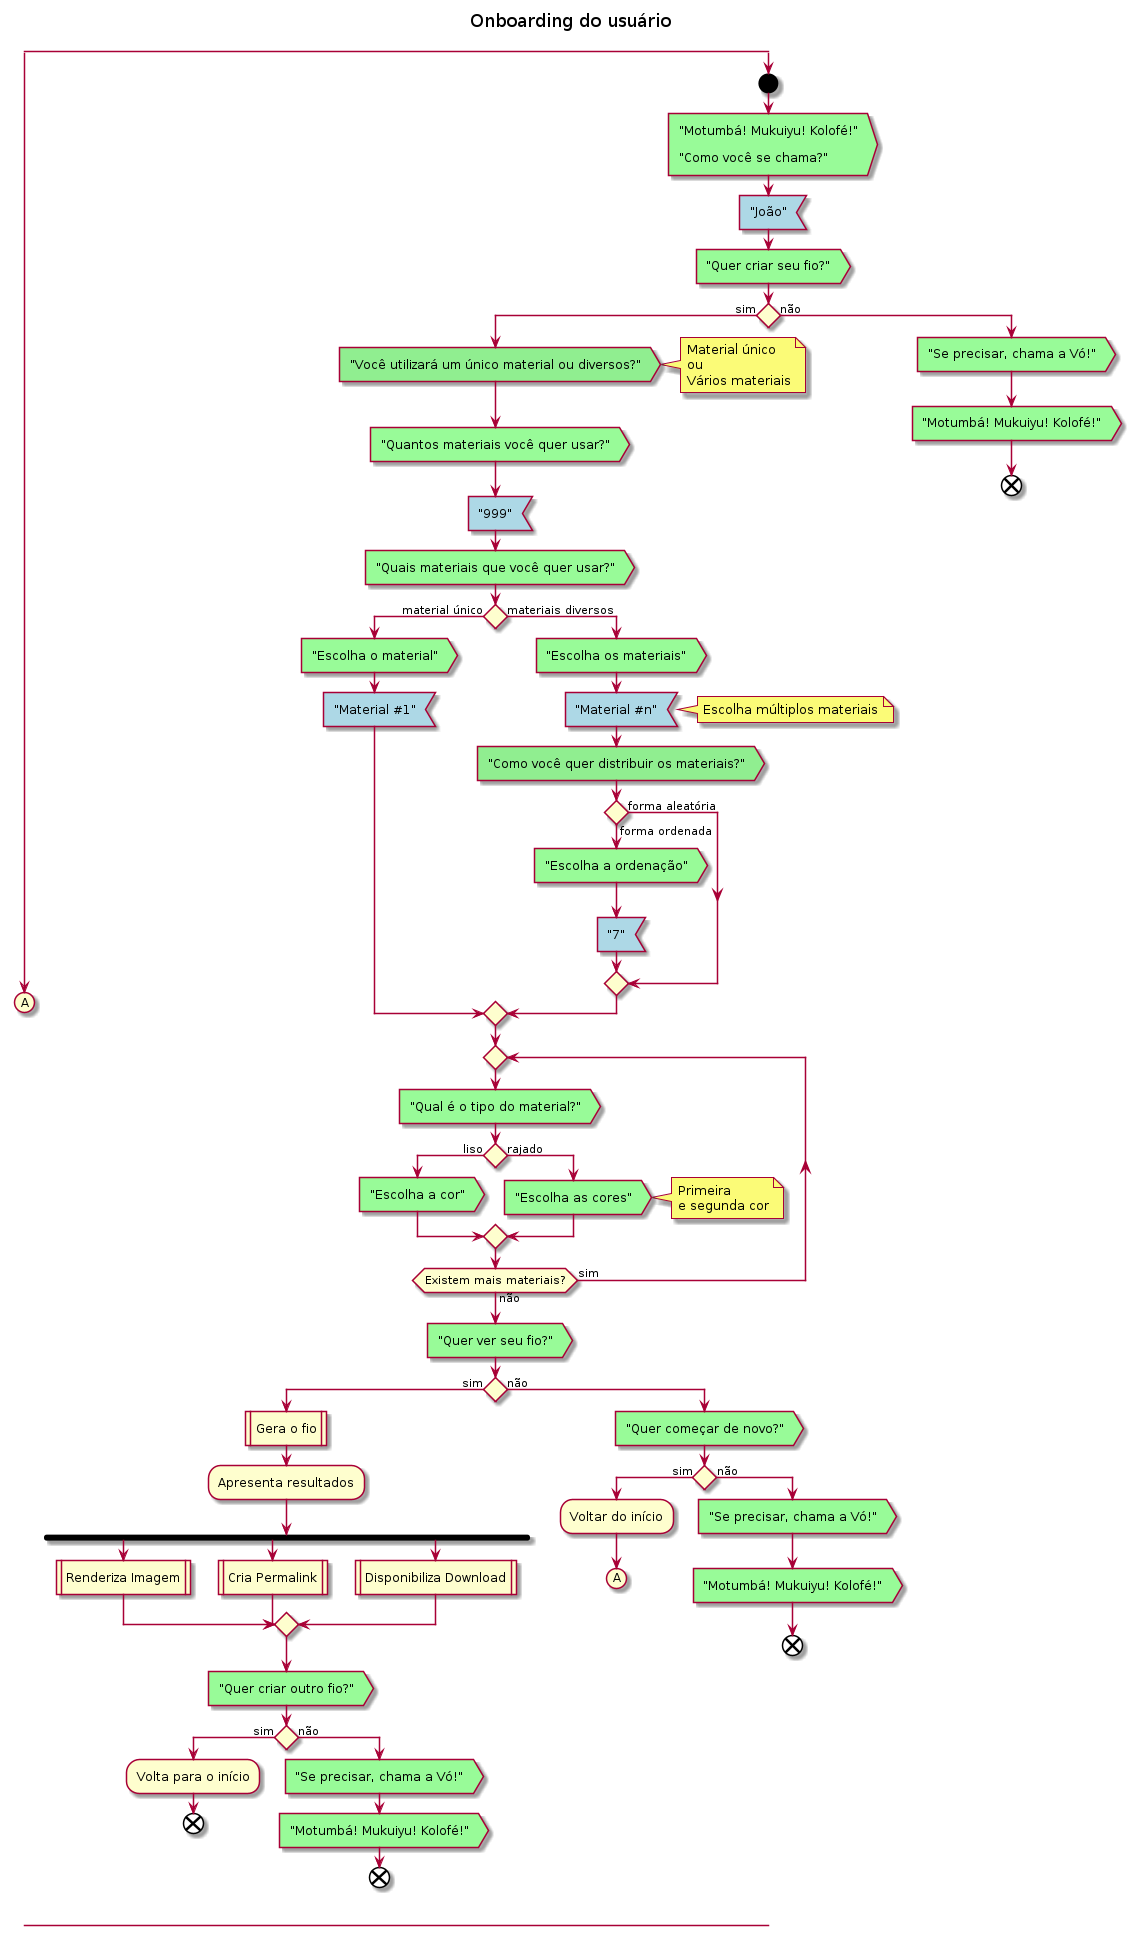 Onboarding do usuário
"Motumbá! Mukuiyu! Kolofé!"
"Como você se chama?"
"João"
"Quer criar seu fio?"
sim
não
"Você utilizará um único material ou diversos?"
Material único
ou
Vários materiais
"Se precisar, chama a Vó!"
"Motumbá! Mukuiyu! Kolofé!"
"Quantos materiais você quer usar?"
"999"
"Quais materiais que você quer usar?"
material único
materiais diversos
"Escolha o material"
"Escolha os materiais"
"Material #1"
"Material #n"
Escolha múltiplos materiais
"Como você quer distribuir os materiais?"
forma aleatória
forma ordenada
"Escolha a ordenação"
"7"
A
"Qual é o tipo do material?"
liso
rajado
"Escolha a cor"
"Escolha as cores"
Primeira
e segunda cor
Existem mais materiais?
sim
não
"Quer ver seu fio?"
sim
não
Gera o fio
"Quer começar de novo?"
Apresenta resultados
sim
não
Voltar do início
"Se precisar, chama a Vó!"
Renderiza Imagem
Cria Permalink
Disponibiliza Download
A
"Motumbá! Mukuiyu! Kolofé!"
"Quer criar outro fio?"
sim
não
Volta para o início
"Se precisar, chama a Vó!"
"Motumbá! Mukuiyu! Kolofé!"